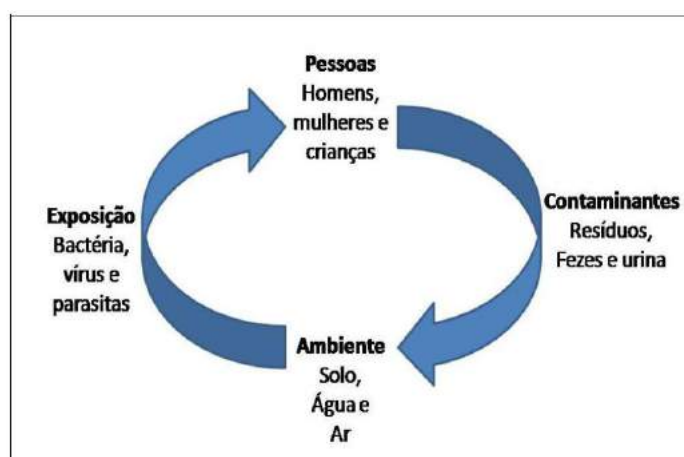 Pessoas
Homens,
mulheres e
crianças
Contaminantes
Resíduos,
Fezes e urina
Ambiente
Solo,
Água e
Ar
Exposição
Bactéria,
vírus e
parasitas